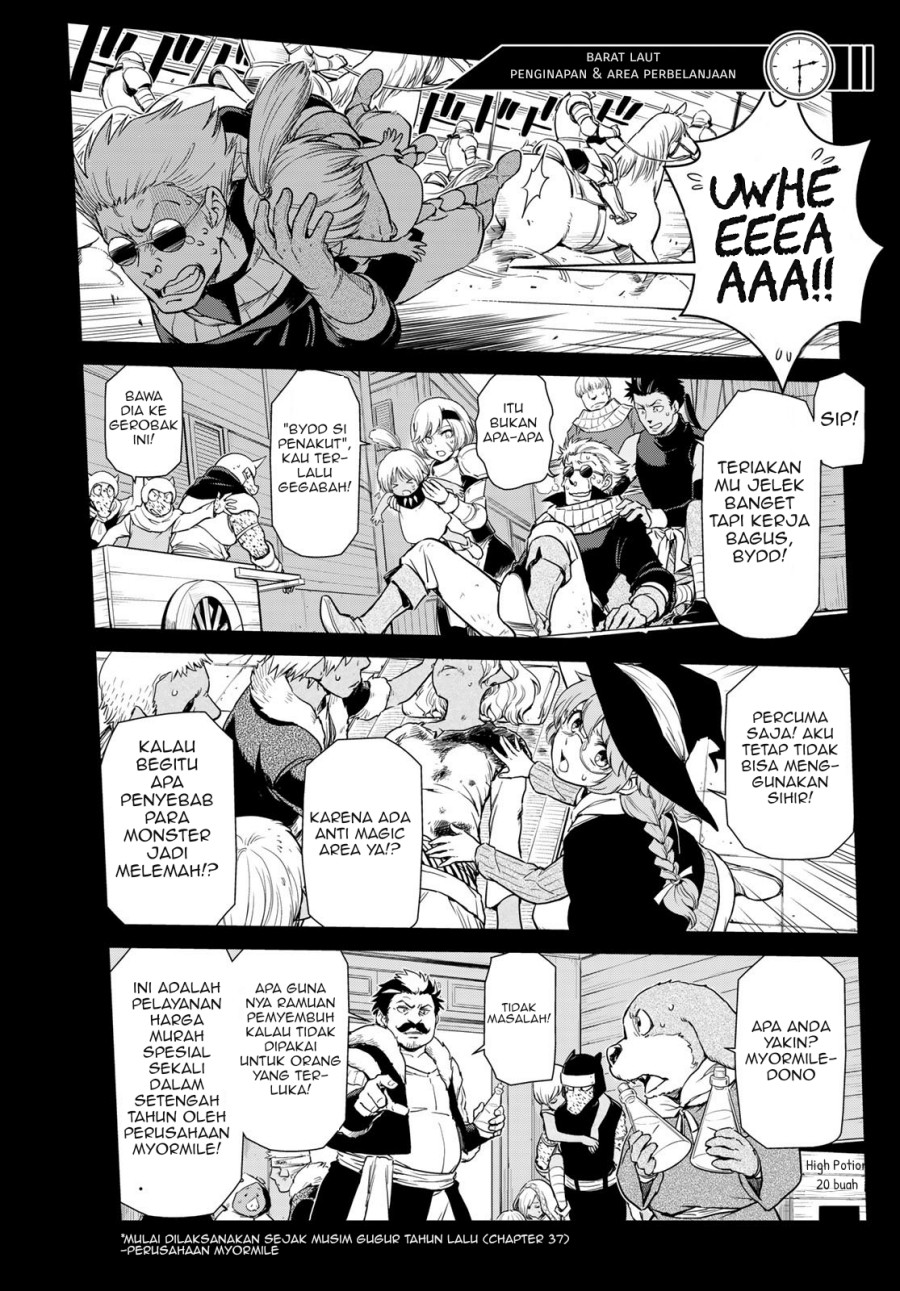 BARAT LAUT
PENGINAPAN & AREA PERBELANJAAN
UWHE
EEEA
AAA!!
SIP!
TERIAKAN
MU JELEK
BANGET
TAPI KERJA
BAGUS,
BYDD!
ITU
BUKAN
APA-APA
"BYDD SI
PENAKUT",
KAU TER-
LALU
GEGABAH!
BAWA
DIA KE
GEROBAK
INI!
PERCUMA
SAJA! AKU
TETAP TIDAK
BISA MENG-
GUNAKAN
SIHIR!
KARENA ADA
ANTI MAGIC
AREA YA!?
KALAU
BEGITU
APA
PENYEBAB
PARA
MONSTER
JADI
MELEMAH!?
APA ANDA
YAKIN?
MYORMILE-
DONO
High Potion
20 buah
TIDAK
MASALAH!
APA GUNA
NYA RAMUAN
PEMYEMBUH
KALAU TIDAK
DIPAKAI
UNTUK ORANG
YANG TER-
LUKA!
INI ADALAH
PELAYANAN
HARGA
MURAH
SPESIAL
SEKALI
DALAM
SETENGAH
TAHUN OLEH
PERUSAHAAN
MYORMILE!
*MULAI DILAKSANAKAN SEJAK MUSIM GUGUR TAHUN LALU (CHAPTER 37)
-PERUSAHAAN MYORMILE